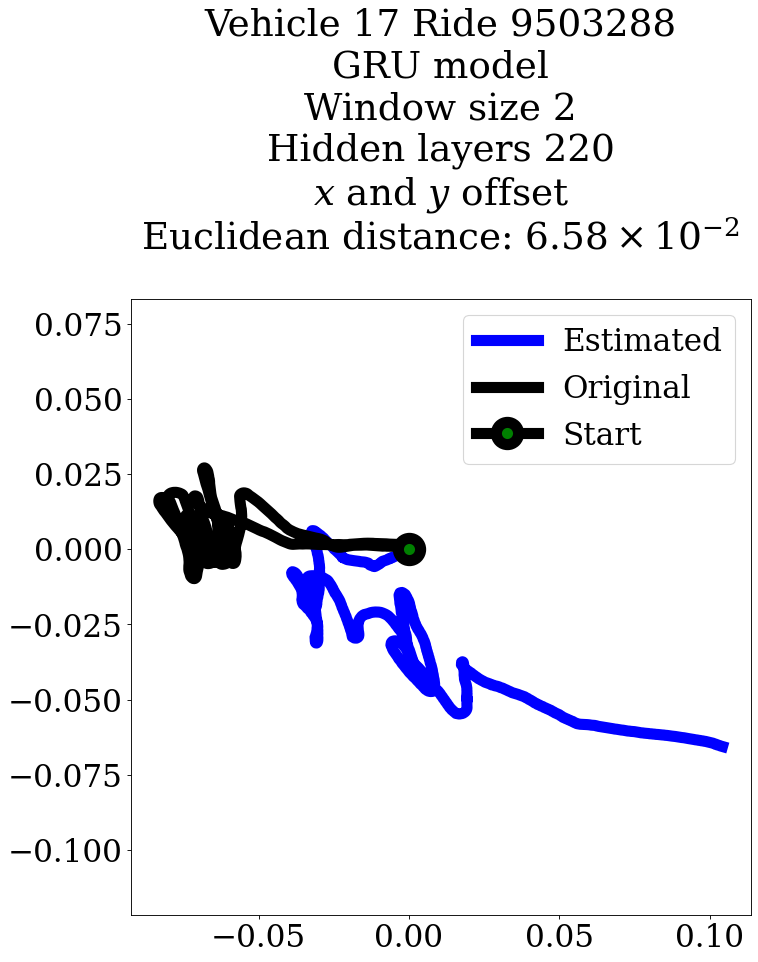 Vehicle 17 Ride 9503288
GRU model
Window size 2
Hidden layers 220
x and y offset
Euclidean distance: 6.58 × 10⁻²
Estimated
Original
Start
0.075
0.050
0.025
0.000
−0.025
−0.050
−0.075
−0.100
−0.05 0.00 0.05 0.10